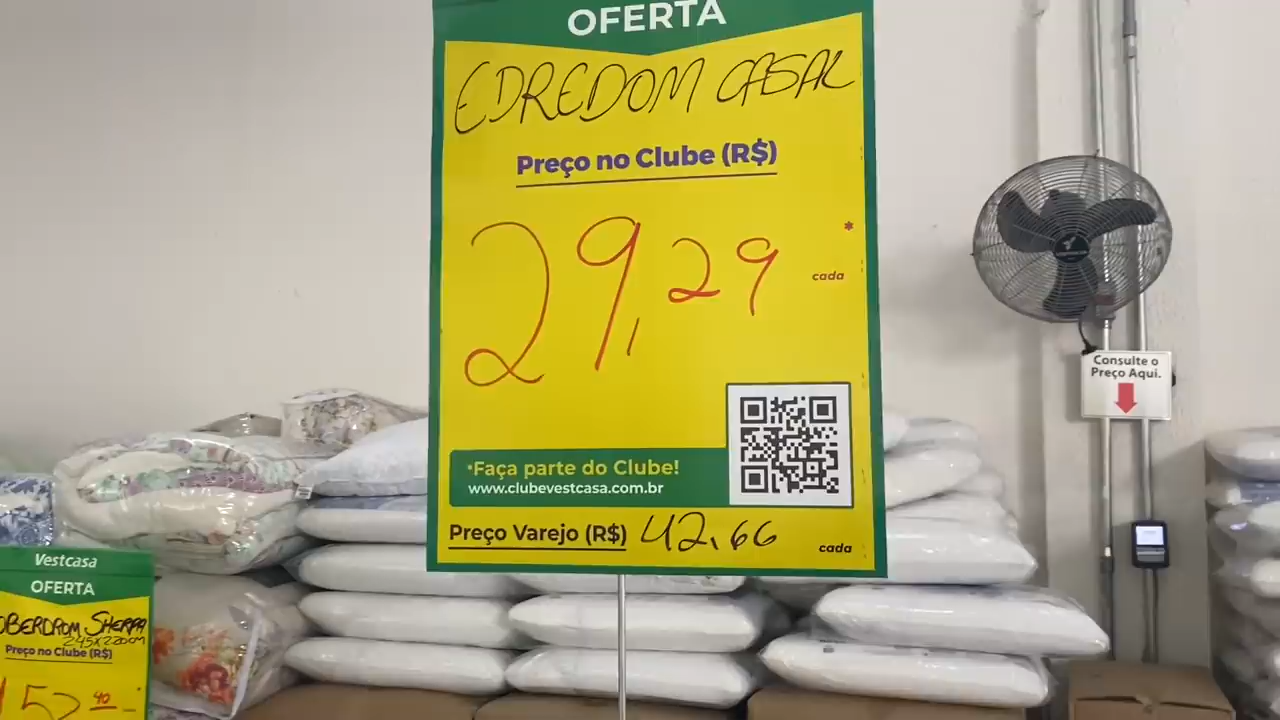 OFERTA
EDREDOM CASAL
Preço no Clube (R$)
29,29
*
cada
*Faça parte do Clube!
www.clubevestcasa.com.br
Preço Varejo (R$) 42,66
cada
Consulte o
Preço Aqui.
Vestcasa
OFERTA
OBERDROM SHERPA
245X220CM
Preço no Clube (R$)